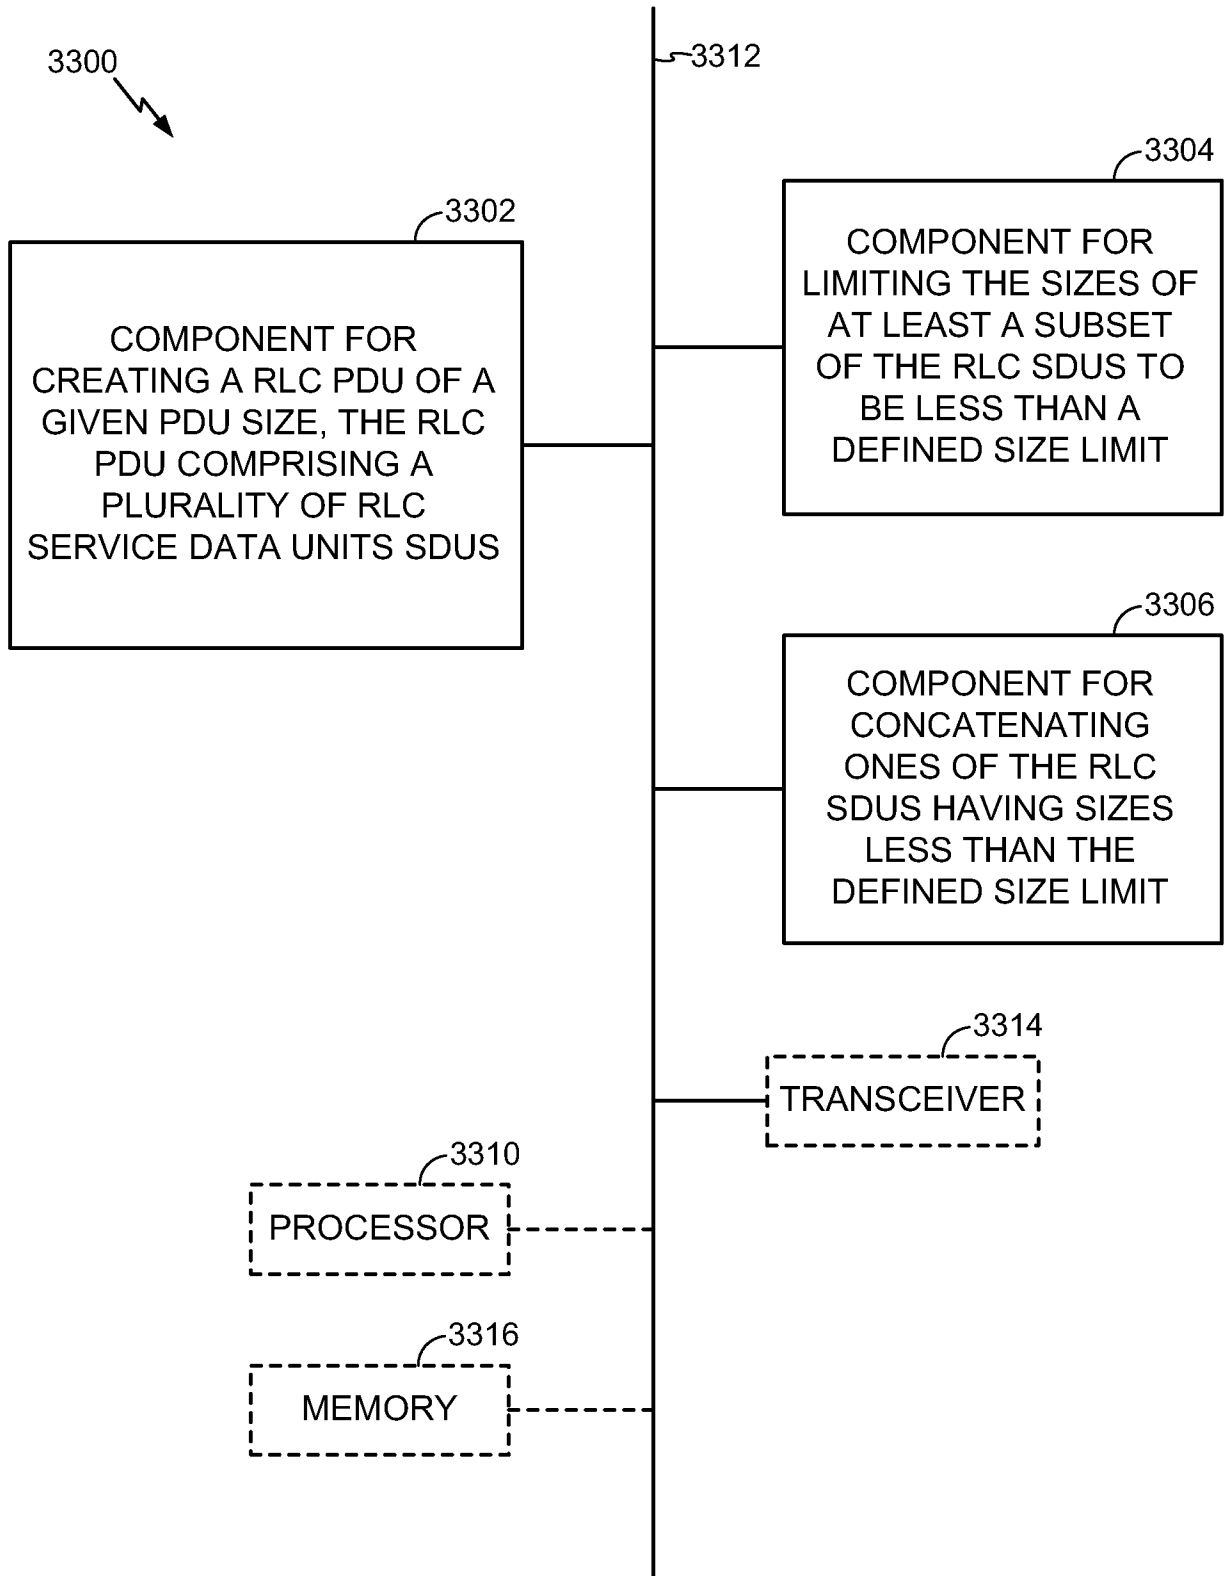 3300
3312
3304
COMPONENT FOR
LIMITING THE SIZES OF
AT LEAST A SUBSET
OF THE RLC SDUS TO
BE LESS THAN A
DEFINED SIZE LIMIT
3302
COMPONENT FOR
CREATING A RLC PDU OF A
GIVEN PDU SIZE, THE RLC
PDU COMPRISING A
PLURALITY OF RLC
SERVICE DATA UNITS SDUS
3306
COMPONENT FOR
CONCATENATING
ONES OF THE RLC
SDUS HAVING SIZES
LESS THAN THE
DEFINED SIZE LIMIT
3314
TRANSCEIVER
3310
PROCESSOR
3316
MEMORY